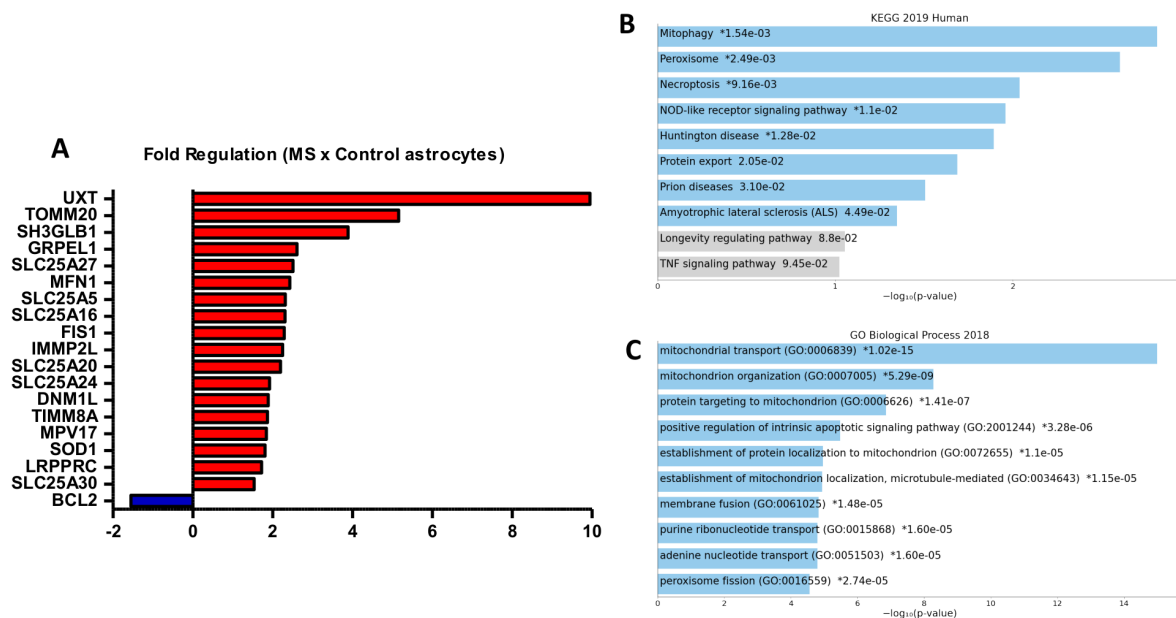 A
Fold Regulation (MS x Control astrocytes)
UXT
TOMM20
SH3GLB1
GRPEL1
SLC25A27
MFN1
SLC25A5
SLC25A16
FIS1
IMMP2L
SLC25A20
SLC25A24
DNM1L
TIMM8A
MPV17
SOD1
LRPPRC
SLC25A30
BCL2
-2 0 2 4 6 8 10
B
KEGG 2019 Human
Mitophagy *1.54e-03
Peroxisome *2.49e-03
Necroptosis *9.16e-03
NOD-like receptor signaling pathway *1.1e-02
Huntington disease *1.28e-02
Protein export 2.05e-02
Prion diseases 3.10e-02
Amyotrophic lateral sclerosis (ALS) 4.49e-02
Longevity regulating pathway 8.8e-02
TNF signaling pathway 9.45e-02
0 1 2
−log₁₀(p-value)
C
GO Biological Process 2018
mitochondrial transport (GO:0006839) *1.02e-15
mitochondrion organization (GO:0007005) *5.29e-09
protein targeting to mitochondrion (GO:0006626) *1.41e-07
positive regulation of intrinsic apoptotic signaling pathway (GO:2001244) *3.28e-06
establishment of protein localization to mitochondrion (GO:0072655) *1.1e-05
establishment of mitochondrion localization, microtubule-mediated (GO:0034643) *1.15e-05
membrane fusion (GO:0061025) *1.48e-05
purine ribonucleotide transport (GO:0015868) *1.60e-05
adenine nucleotide transport (GO:0051503) *1.60e-05
peroxisome fission (GO:0016559) *2.74e-05
0 2 4 6 8 10 12 14
−log₁₀(p-value)